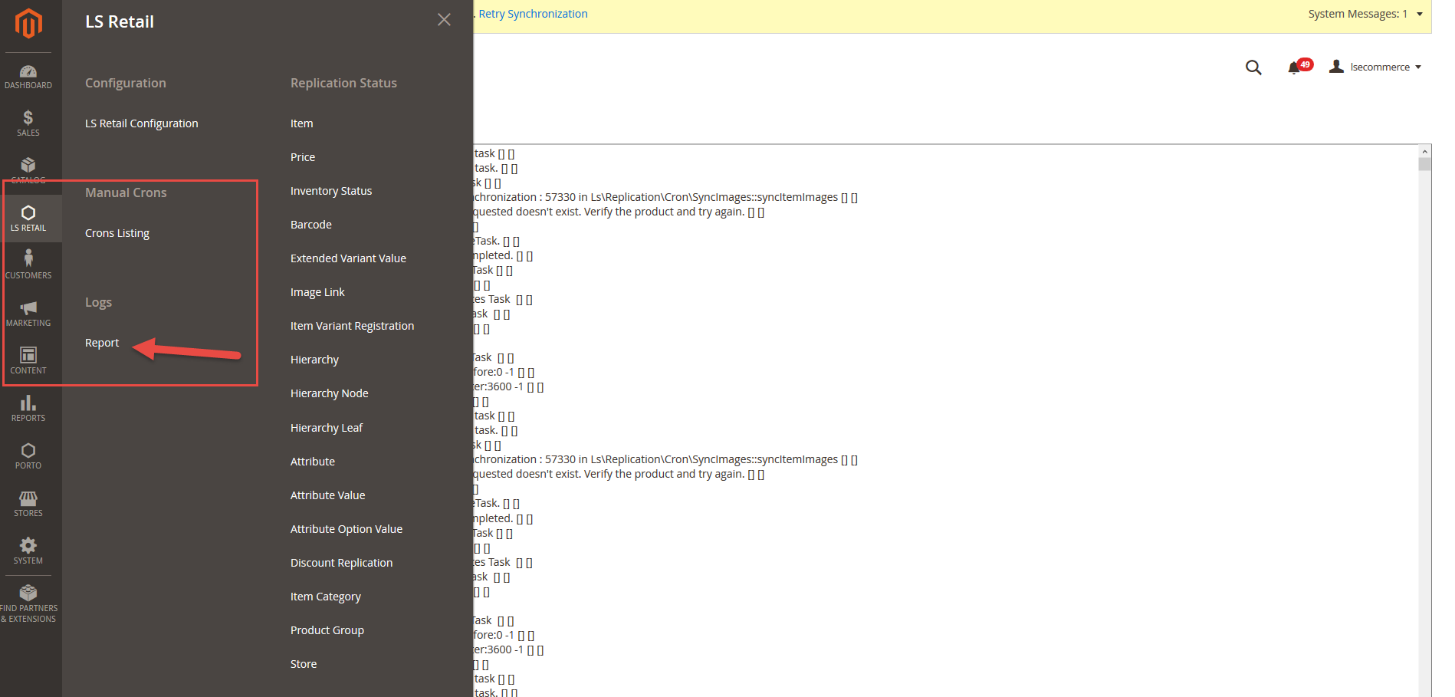 LS Retail
. Retry Synchronization
System Messages: 1
49
lsecommerce
DASHBOARD
SALES
CATALOG
LS RETAIL
CUSTOMERS
MARKETING
CONTENT
REPORTS
PORTO
STORES
SYSTEM
FIND PARTNERS
& EXTENSIONS
Configuration
LS Retail Configuration
Manual Crons
Crons Listing
Logs
Report
Replication Status
Item
Price
Inventory Status
Barcode
Extended Variant Value
Image Link
Item Variant Registration
Hierarchy
Hierarchy Node
Hierarchy Leaf
Attribute
Attribute Value
Attribute Option Value
Discount Replication
Item Category
Product Group
Store
task [] []
task. [] []
sk [] []
chronization : 57330 in Ls\Replication\Cron\SyncImages::syncItemImages [] []
quested doesn't exist. Verify the product and try again. [] []
[]
eTask. [] []
mpleted. [] []
Task [] []
[] []
es Task [] []
ask [] []
[] []
Task [] []
fore:0 -1 [] []
ter:3600 -1 [] []
[] []
task [] []
task. [] []
sk [] []
chronization : 57330 in Ls\Replication\Cron\SyncImages::syncItemImages [] []
quested doesn't exist. Verify the product and try again. [] []
[]
eTask. [] []
mpleted. [] []
Task [] []
[] []
es Task [] []
ask [] []
[] []
Task [] []
fore:0 -1 [] []
ter:3600 -1 [] []
[] []
task [] []
task. [] []